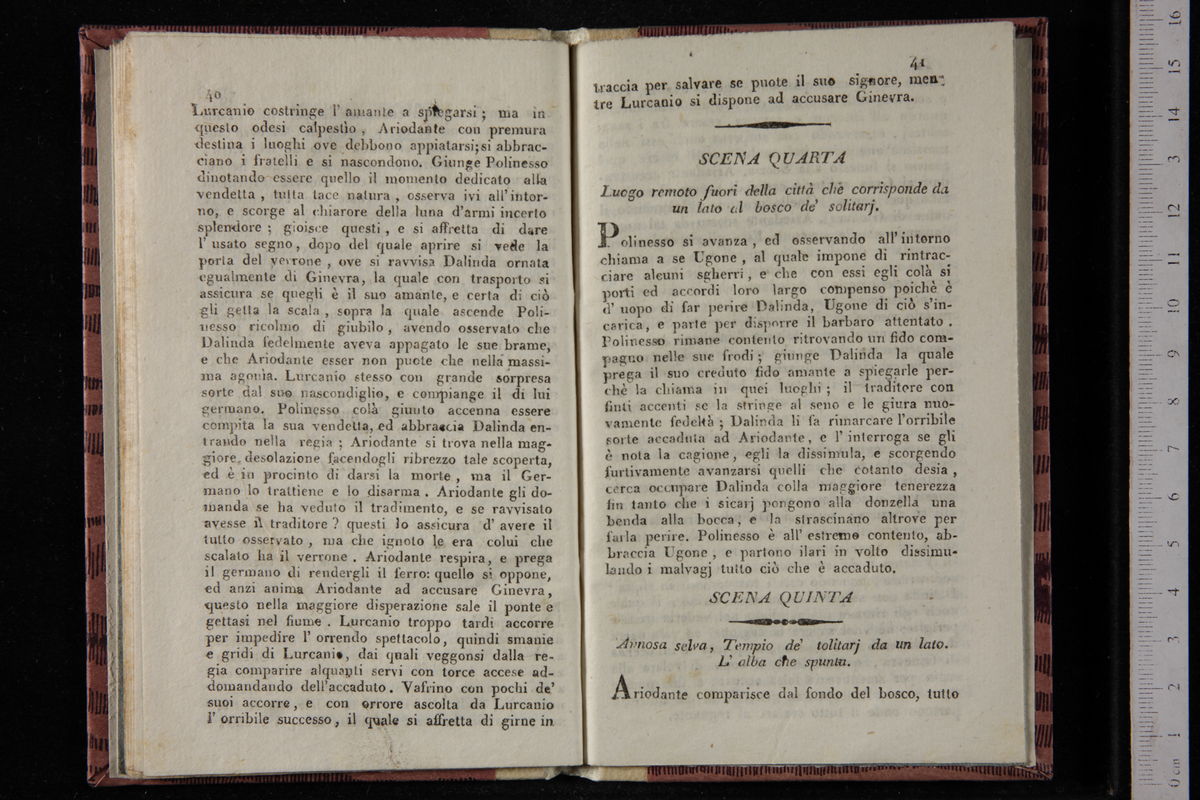 40
Lurcanio costringe l' amante a spiegarsi ; ma in
questo odesi calpestìo , Ariodante con premura
destina i luoghi ove debbono appiatarsi; si abbrac-
ciano i fratelli e si nascondono. Giunge Polinesso
dinotando essere quello il momento dedicato alla
vendetta , tutta tace natura , osserva ivi all' intor-
no, e scorge al chiarore della luna d'armi incerto
splendore ; gioisce questi , e si affretta di dare
l' usato segno, dopo del quale aprire si vede la
porta del verrone , ove si ravvisa Dalinda ornata
egualmente di Ginevra, la quale con trasporto si
assicura se quegli è il suo amante, e certa di ciò
gli getta la scala , sopra la quale ascende Poli-
nesso ricolmo di giubilo , avendo osservato che
Dalinda fedelmente aveva appagato le sue brame,
e che Ariodante esser non puote che nella massi-
ma agonia. Lurcanio stesso con grande sorpresa
sorte dal suo nascondiglio, e compiange il di lui
germano. Polinesso colà giunto accenna essere
compita la sua vendetta, ed abbraccia Dalinda en-
trando nella regia ; Ariodante si trova nella mag-
giore desolazione facendogli ribrezzo tale scoperta,
ed è in procinto di darsi la morte , ma il Ger-
mano lo trattiene e lo disarma . Ariodante gli do-
manda se ha veduto il tradimento, e se ravvisato
avesse il traditore ? questi lo assicura d' avere il
tutto osservato , ma che ignoto le era colui che
scalato ha il verrone . Ariodante respira, e prega
il germano di rendergli il ferro: quello si oppone,
ed anzi anima Ariodante ad accusare Ginevra,
questo nella maggiore disperazione sale il ponte e
gettasi nel fiume . Lurcanio troppo tardi accorre
per impedire l' orrendo spettacolo, quindi smanie
e gridi di Lurcanio, dai quali veggonsi dalla re-
gia comparire alquanti servi con torce accese ad-
domandando dell'accaduto. Vafrino con pochi de'
suoi accorre, e con orrore ascolta da Lurcanio
l' orribile successo, il quale si affretta di girne in
41
traccia per salvare se puote il suo signore, men-
tre Lurcanio si dispone ad accusare Ginevra.
SCENA QUARTA
Luogo remoto fuori della città chè corrisponde da
un lato al bosco de' solitarj.
Polinesso si avanza , ed osservando all' intorno
chiama a se Ugone , al quale impone di rintrac-
ciare alcuni sgherri, e che con essi egli colà si
porti ed accordi loro largo compenso poichè è
d' uopo di far perire Dalinda, Ugone di ciò s'in-
carica, e parte per disporre il barbaro attentato .
Polinesso rimane contento ritrovando un fido com-
pagno nelle sue frodi ; giunge Dalinda la quale
prega il suo creduto fido amante a spiegarle per-
chè la chiama in quei luoghi ; il traditore con
finti accenti se la stringe al seno e le giura nuo-
vamente fedeltà ; Dalinda li fa rimarcare l'orribile
sorte accaduta ad Ariodante, e l' interroga se gli
è nota la cagione, egli la dissimula, e scorgendo
furtivamente avanzarsi quelli che cotanto desia ,
cerca occupare Dalinda colla maggiore tenerezza
fin tanto che i sicarj pongono alla donzella una
benda alla bocca, e la strascinano altrove per
farla perire. Polinesso è all' estremo contento, ab-
braccia Ugone , e partono ilari in volto dissimu-
lando i malvagj tutto ciò che è accaduto.
SCENA QUINTA
Annosa selva, Tempio de' tolitarj da un lato.
L' alba che spunta.
Ariodante comparisce dal fondo del bosco, tutto
0 cm 1 2 3 4 5 6 7 8 9 10 11 12 13 14 15 16